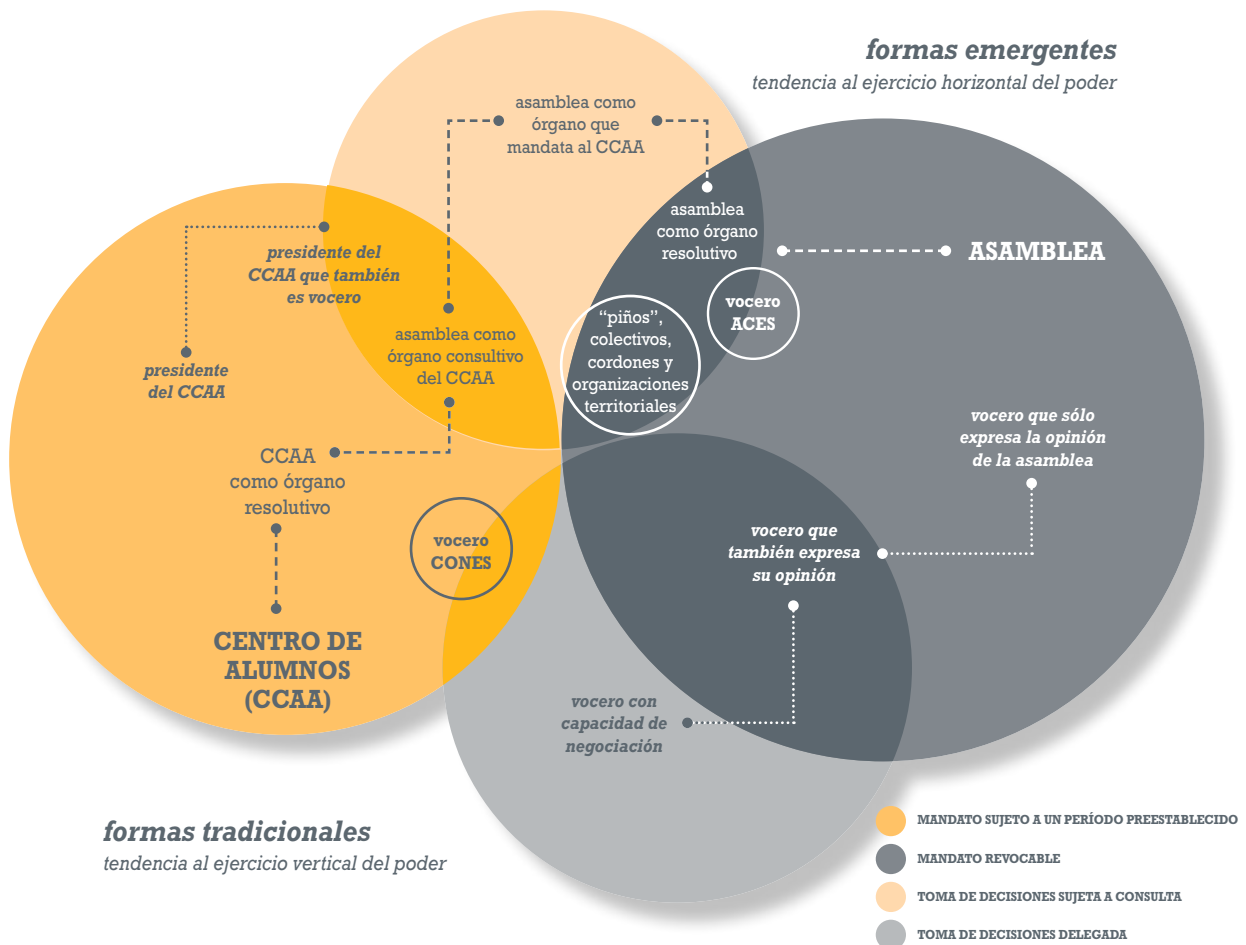 formas emergentes
tendencia al ejercicio horizontal del poder
asamblea como
órgano que
mandata al CCAA
asamblea
como órgano
resolutivo
ASAMBLEA
presidente del
CCAA que también
es vocero
vocero
ACES
“piños”,
colectivos,
cordones y
organizaciones
territoriales
asamblea como
órgano consultivo
del CCAA
presidente
del CCAA
vocero que sólo
expresa la opinión
de la asamblea
CCAA
como órgano
resolutivo
vocero
CONES
vocero que
también expresa
su opinión
CENTRO DE
ALUMNOS
(CCAA)
vocero con
capacidad de
negociación
formas tradicionales
tendencia al ejercicio vertical del poder
MANDATO SUJETO A UN PERÍODO PREESTABLECIDO
MANDATO REVOCABLE
TOMA DE DECISIONES SUJETA A CONSULTA
TOMA DE DECISIONES DELEGADA